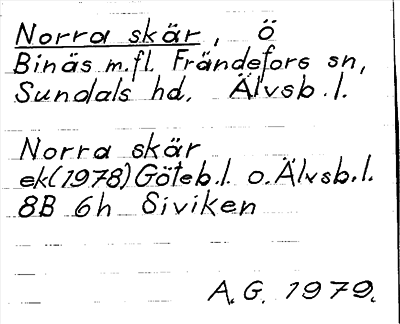 Norra skär, ö
Binäs m.fl. Frändefors sn,
Sundals hd. Älvsb.l.
Norra skär
ek(1978) Göteb.l. o. Älvsb.l.
8B 6h Siviken
A.G. 1979.